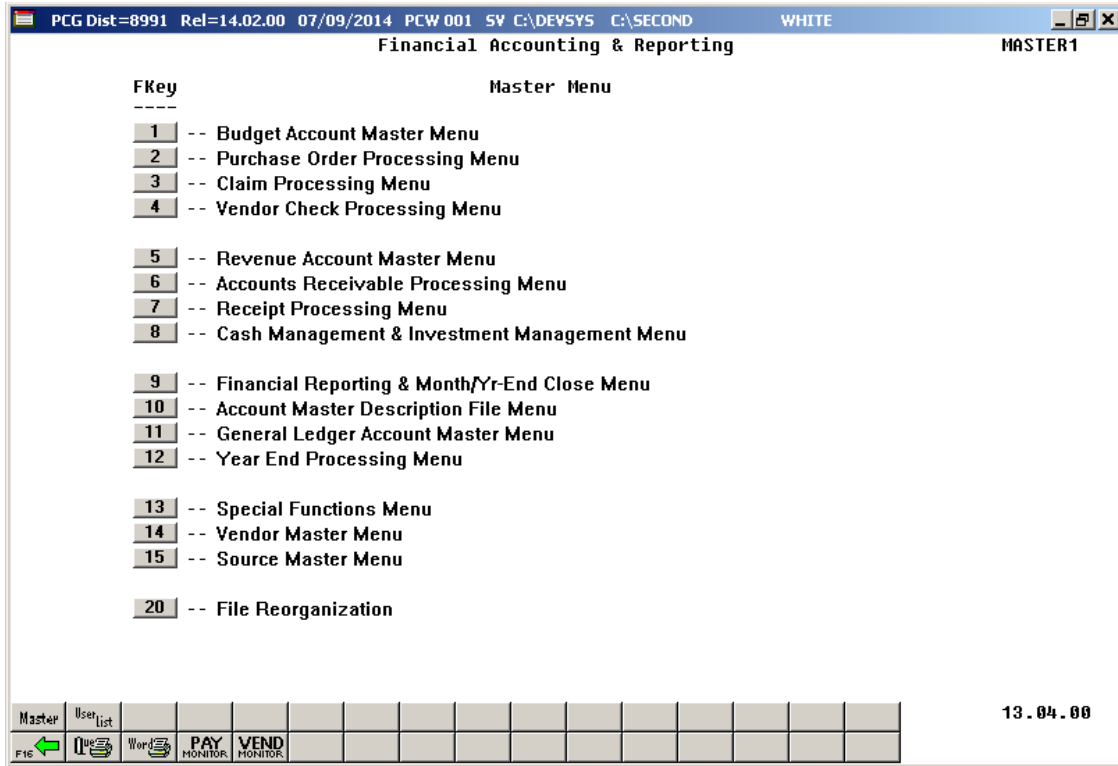 PCG Dist=8991 Rel=14.02.00 07/09/2014 PCW 001 SV C:\DEVSYS C:\SECOND WHITE
Financial Accounting & Reporting MASTER1
FKey Master Menu
----
1 -- Budget Account Master Menu
2 -- Purchase Order Processing Menu
3 -- Claim Processing Menu
4 -- Vendor Check Processing Menu
5 -- Revenue Account Master Menu
6 -- Accounts Receivable Processing Menu
7 -- Receipt Processing Menu
8 -- Cash Management & Investment Management Menu
9 -- Financial Reporting & Month/Yr-End Close Menu
10 -- Account Master Description File Menu
11 -- General Ledger Account Master Menu
12 -- Year End Processing Menu
13 -- Special Functions Menu
14 -- Vendor Master Menu
15 -- Source Master Menu
20 -- File Reorganization
Master User List 13.04.00
F16 Que Word PAY MONITOR VEND MONITOR